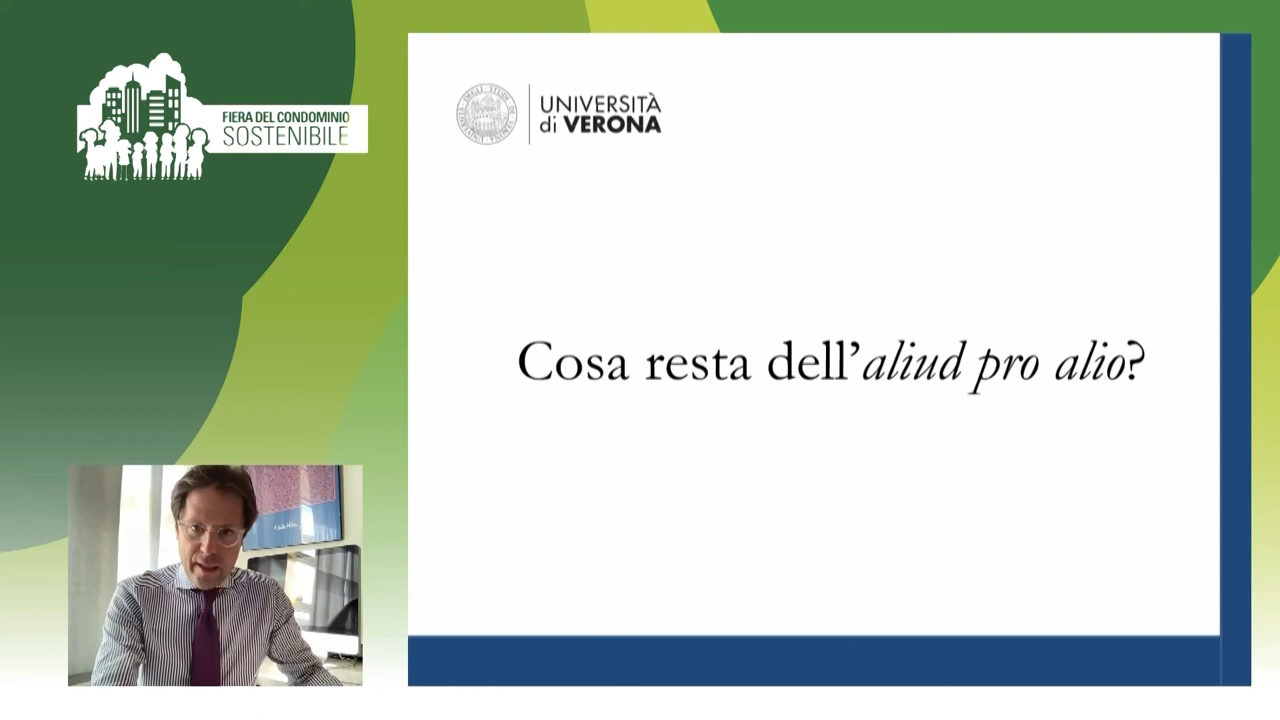 FIERA DEL CONDOMINIO
SOSTENIBILE
UNIVERSITÀ
di VERONA
Cosa resta dell’aliud pro alio?